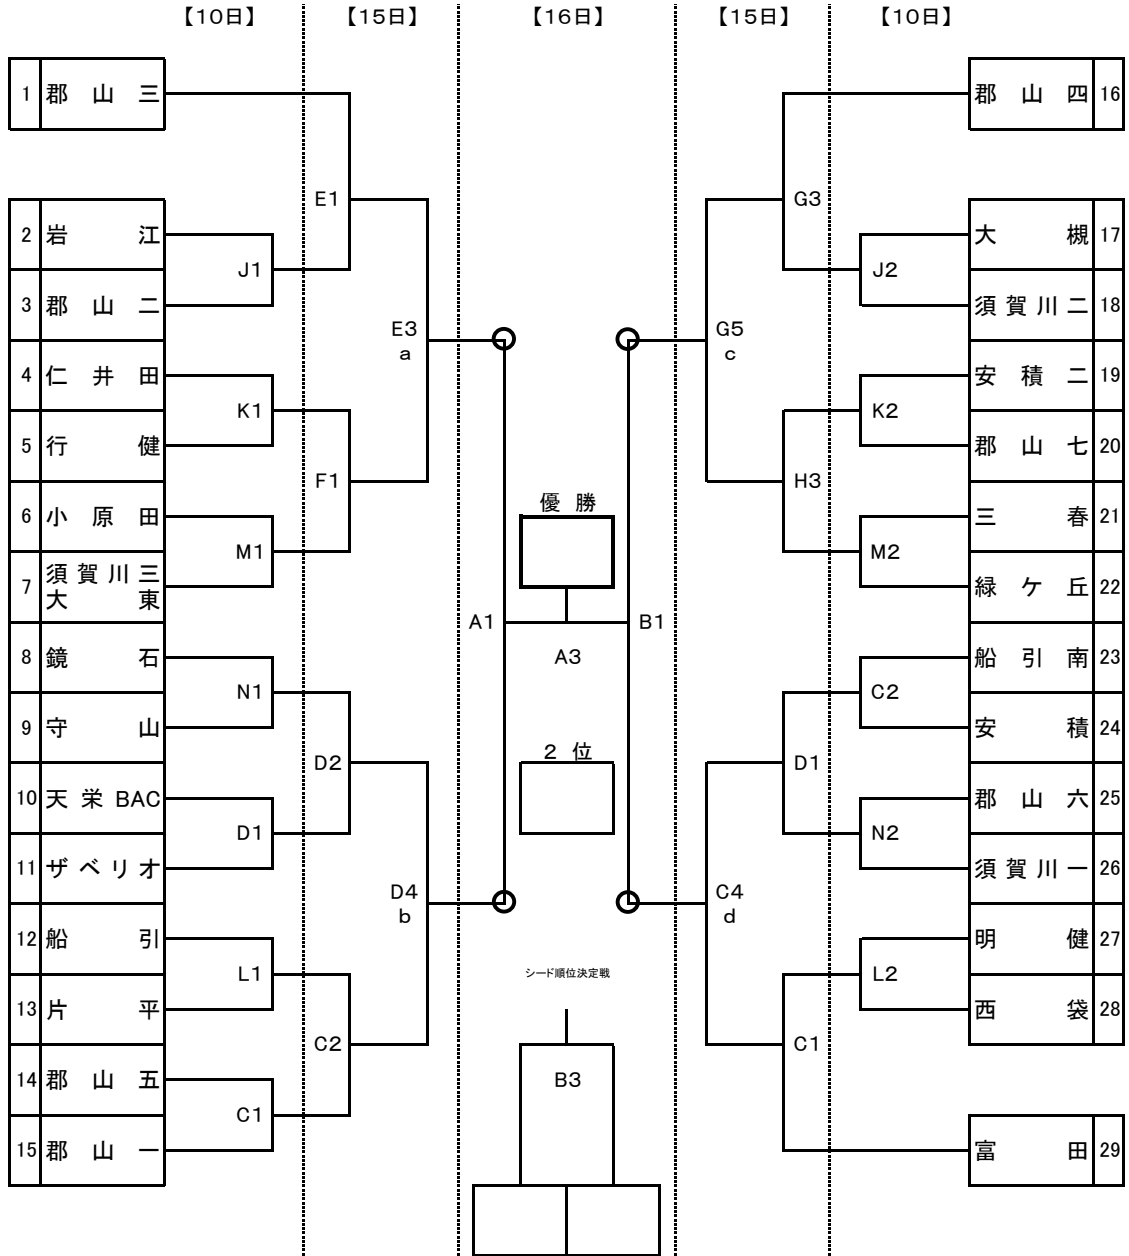 【10日】 【15日】 【16日】 【15日】 【10日】
1 郡山三
郡山四 16
E1
G3
2 岩江
J1
3 郡山二
大槻 17
J2
須賀川二 18
E3
a
G5
c
4 仁井田
K1
5 行健
安積二 19
K2
郡山七 20
F1
H3
6 小原田
M1
7 須賀川三
大東
三春 21
M2
緑ケ丘 22
優勝
A1
A3
B1
8 鏡石
N1
9 守山
船引南 23
C2
安積 24
D2
D1
2位
10 天栄BAC
D1
11 ザベリオ
郡山六 25
N2
須賀川一 26
D4
b
C4
d
12 船引
L1
13 片平
明健 27
L2
西袋 28
シード順位決定戦
C2
C1
B3
14 郡山五
C1
15 郡山一
富田 29